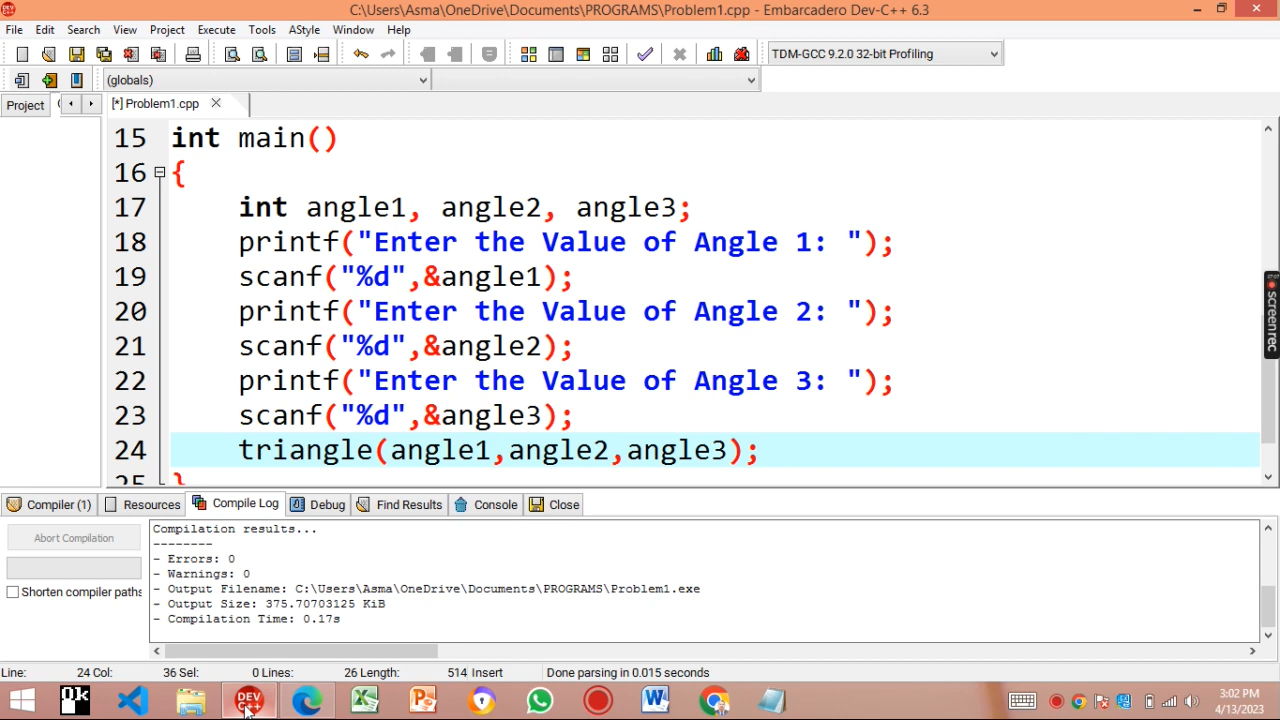 C:\Users\Asma\OneDrive\Documents\PROGRAMS\Problem1.cpp - Embarcadero Dev-C++ 6.3
File Edit Search View Project Execute Tools AStyle Window Help
TDM-GCC 9.2.0 32-bit Profiling
(globals)
Project [*] Problem1.cpp
15 int main()
16 {
17 int angle1, angle2, angle3;
18 printf("Enter the Value of Angle 1: ");
19 scanf("%d",&angle1);
20 printf("Enter the Value of Angle 2: ");
21 scanf("%d",&angle2);
22 printf("Enter the Value of Angle 3: ");
23 scanf("%d",&angle3);
24 triangle(angle1,angle2,angle3);
25 }
screenrec
Compiler (1) Resources Compile Log Debug Find Results Console Close
Abort Compilation
Shorten compiler paths
Compilation results...
--------
- Errors: 0
- Warnings: 0
- Output Filename: C:\Users\Asma\OneDrive\Documents\PROGRAMS\Problem1.exe
- Output Size: 375.70703125 KiB
- Compilation Time: 0.17s
Line: 24 Col: 36 Sel: 0 Lines: 26 Length: 514 Insert Done parsing in 0.015 seconds
Ok
DEV C++
3:02 PM
4/13/2023